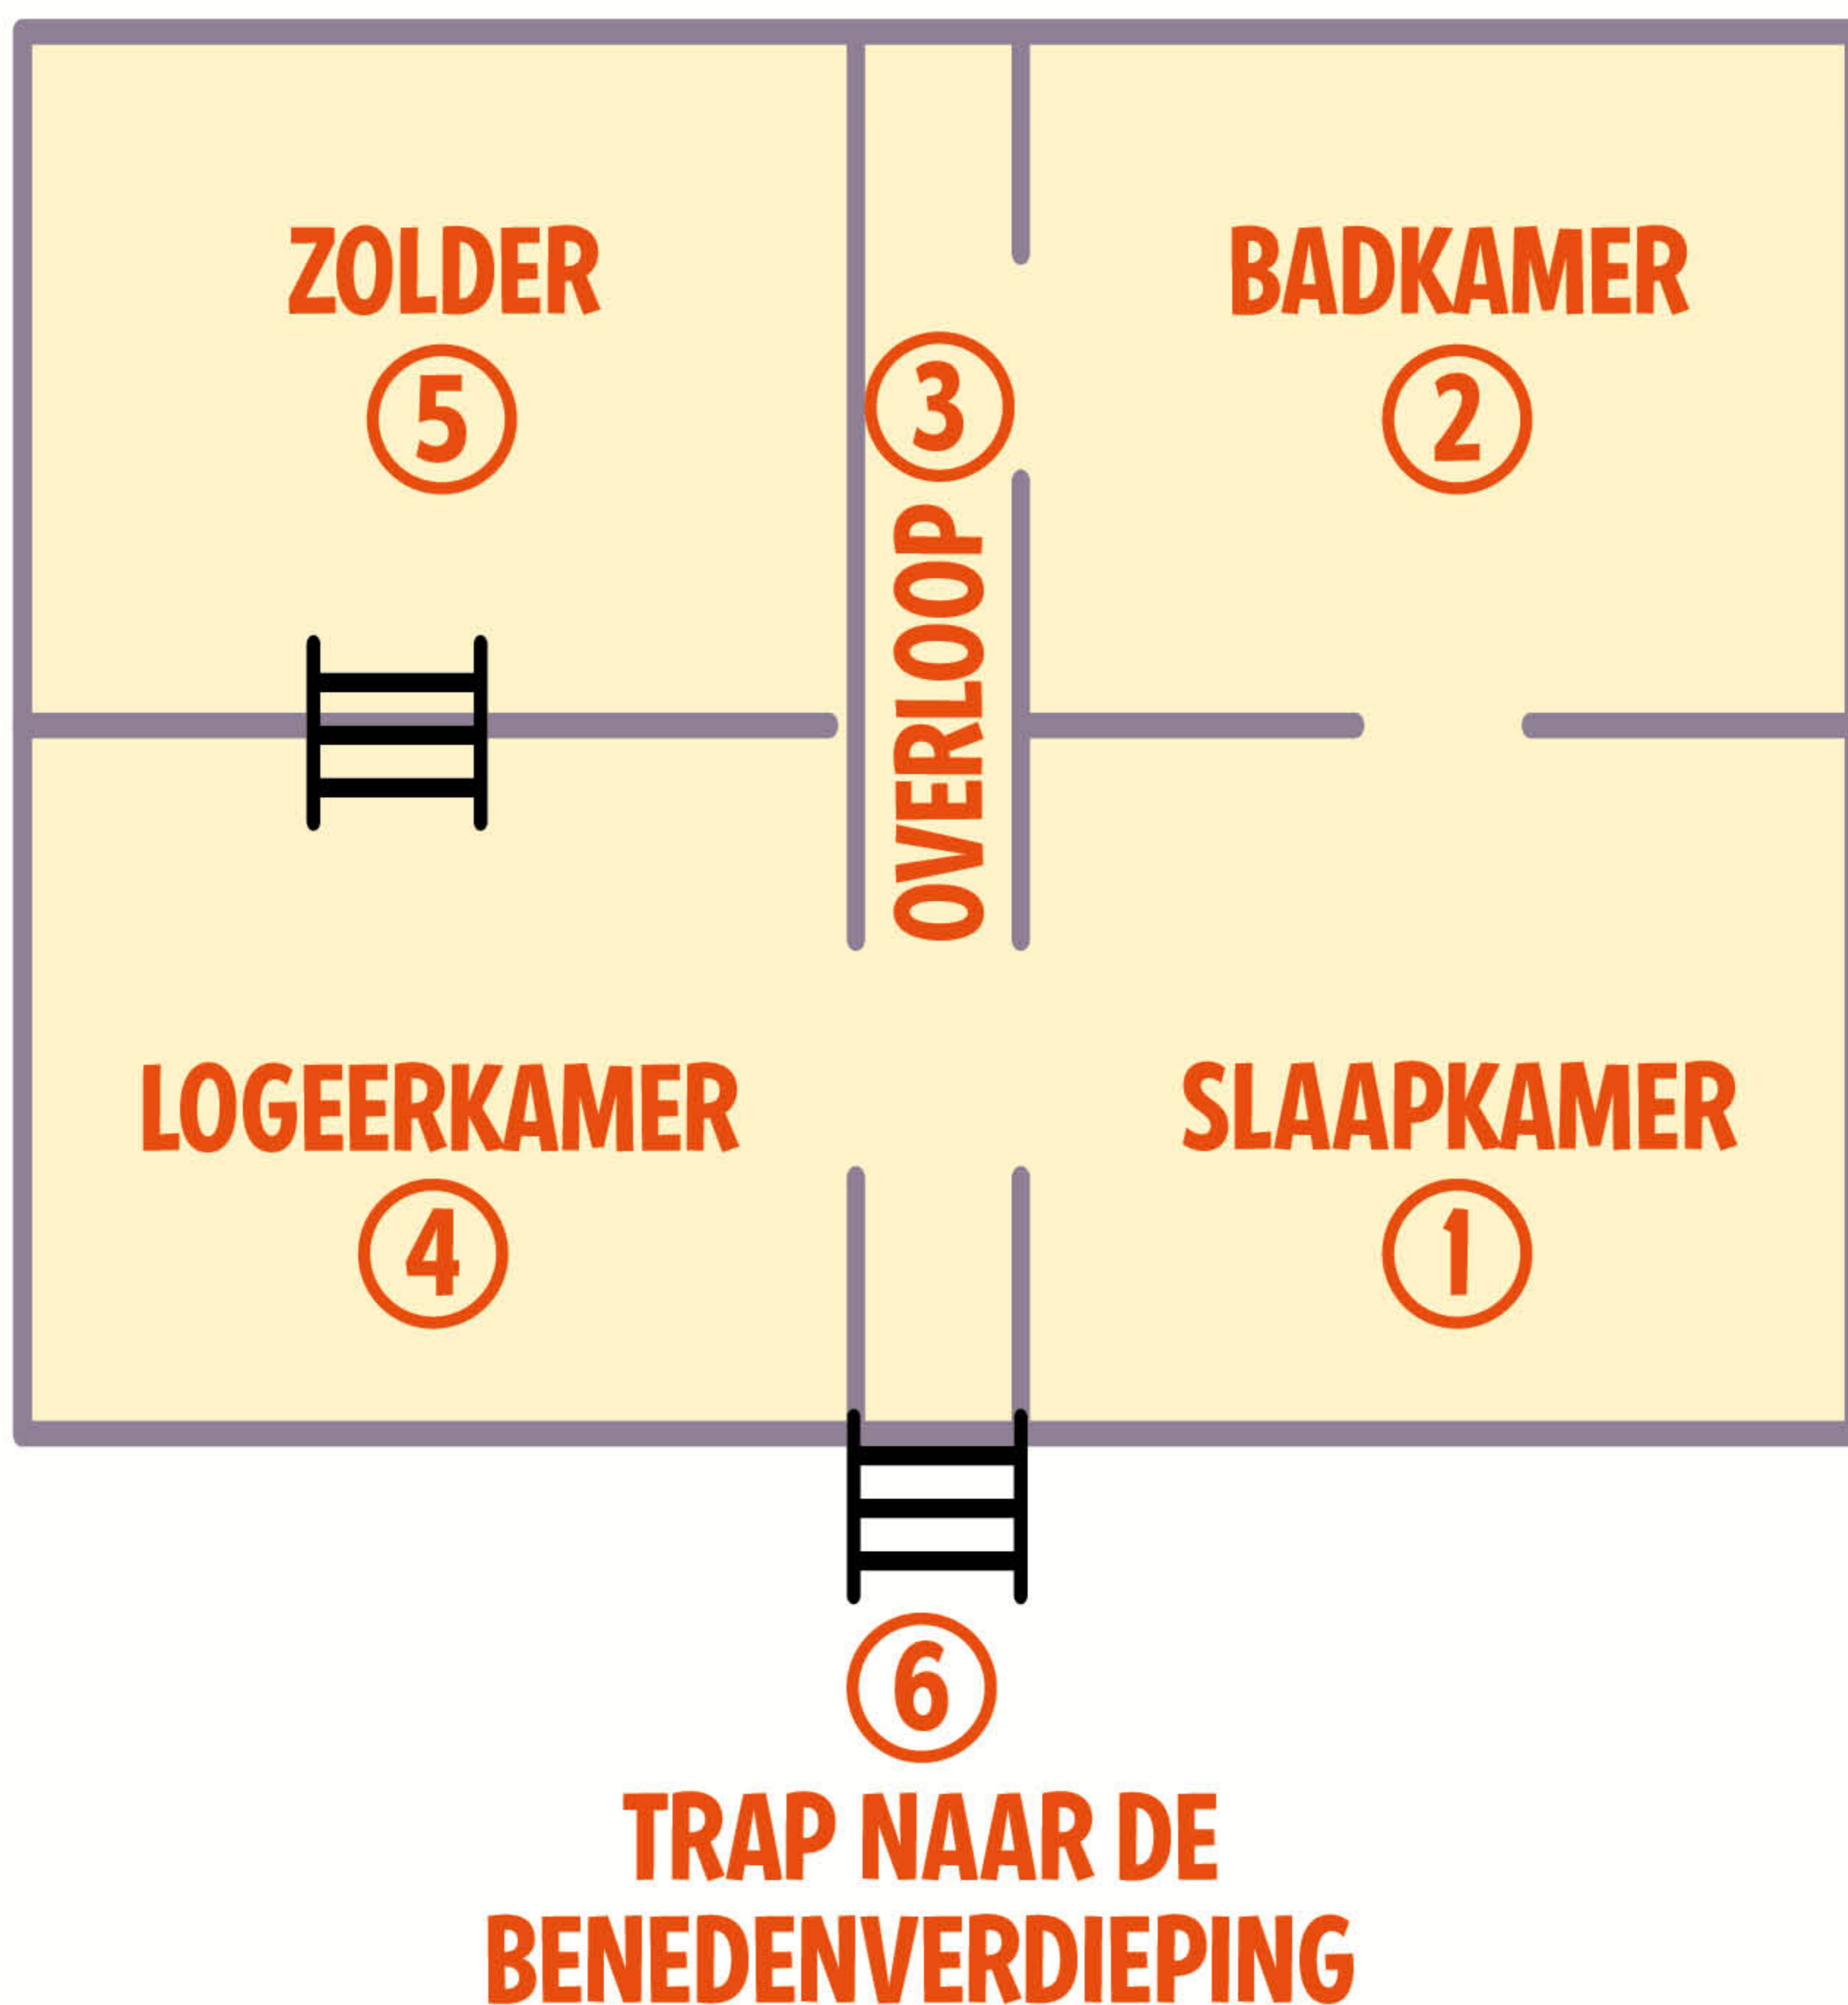 ZOLDER
5
3
OVERLOOP
BADKAMER
2
LOGEERKAMER
4
SLAAPKAMER
1
6
TRAP NAAR DE
BENEDENVERDIEPING